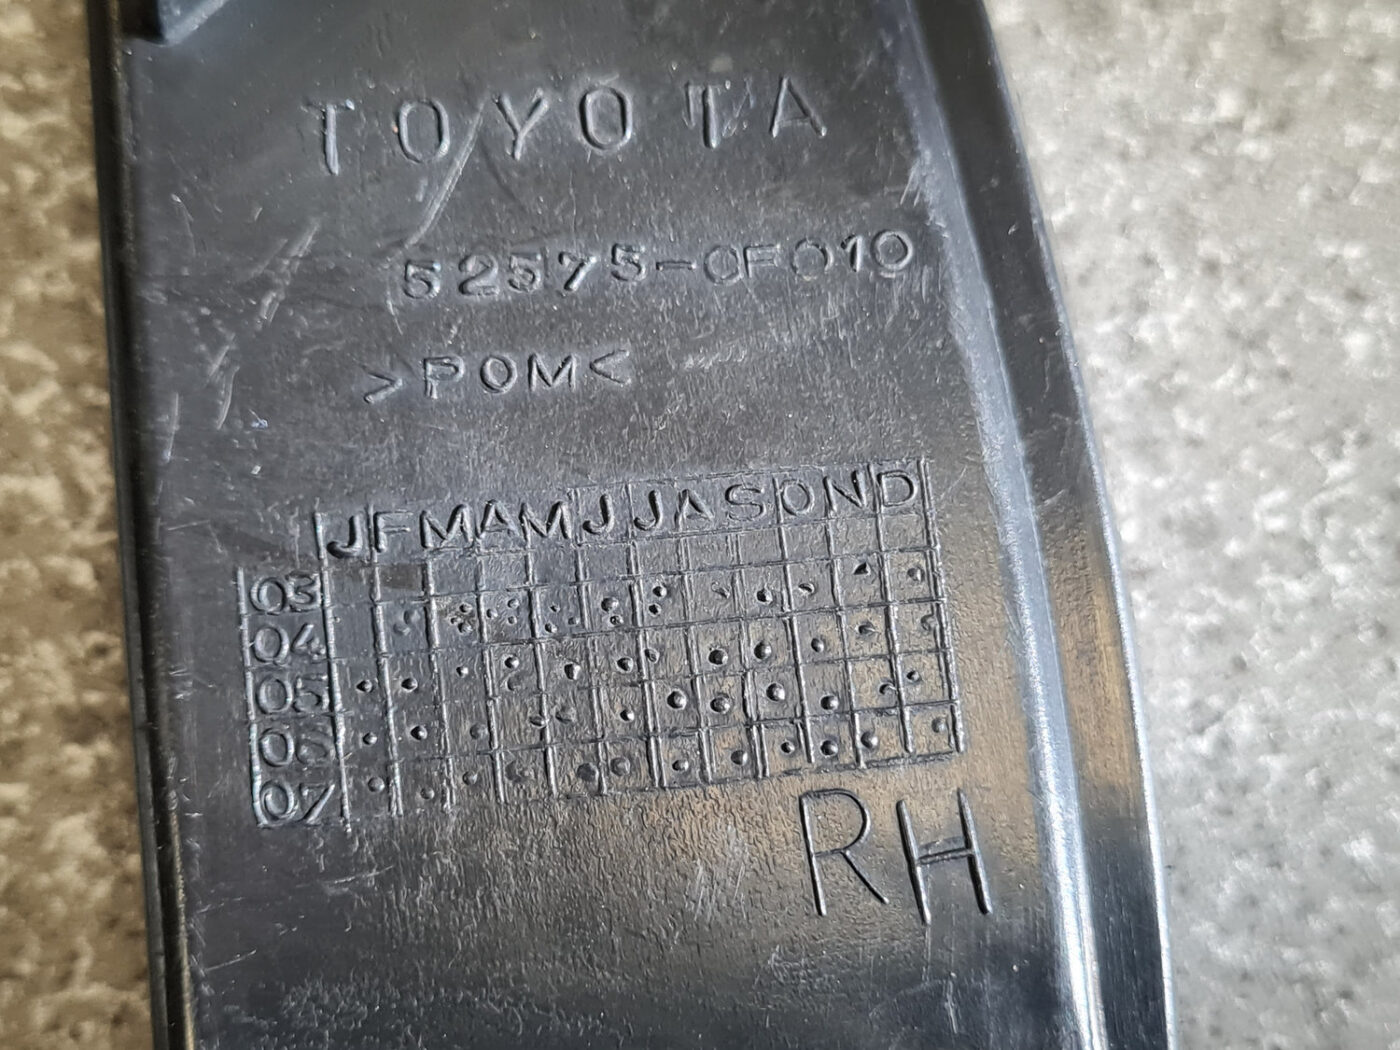 TOYOTA
52575-0F010
>POM<
JFMAMJJASOND
03
04
05
06
07
RH